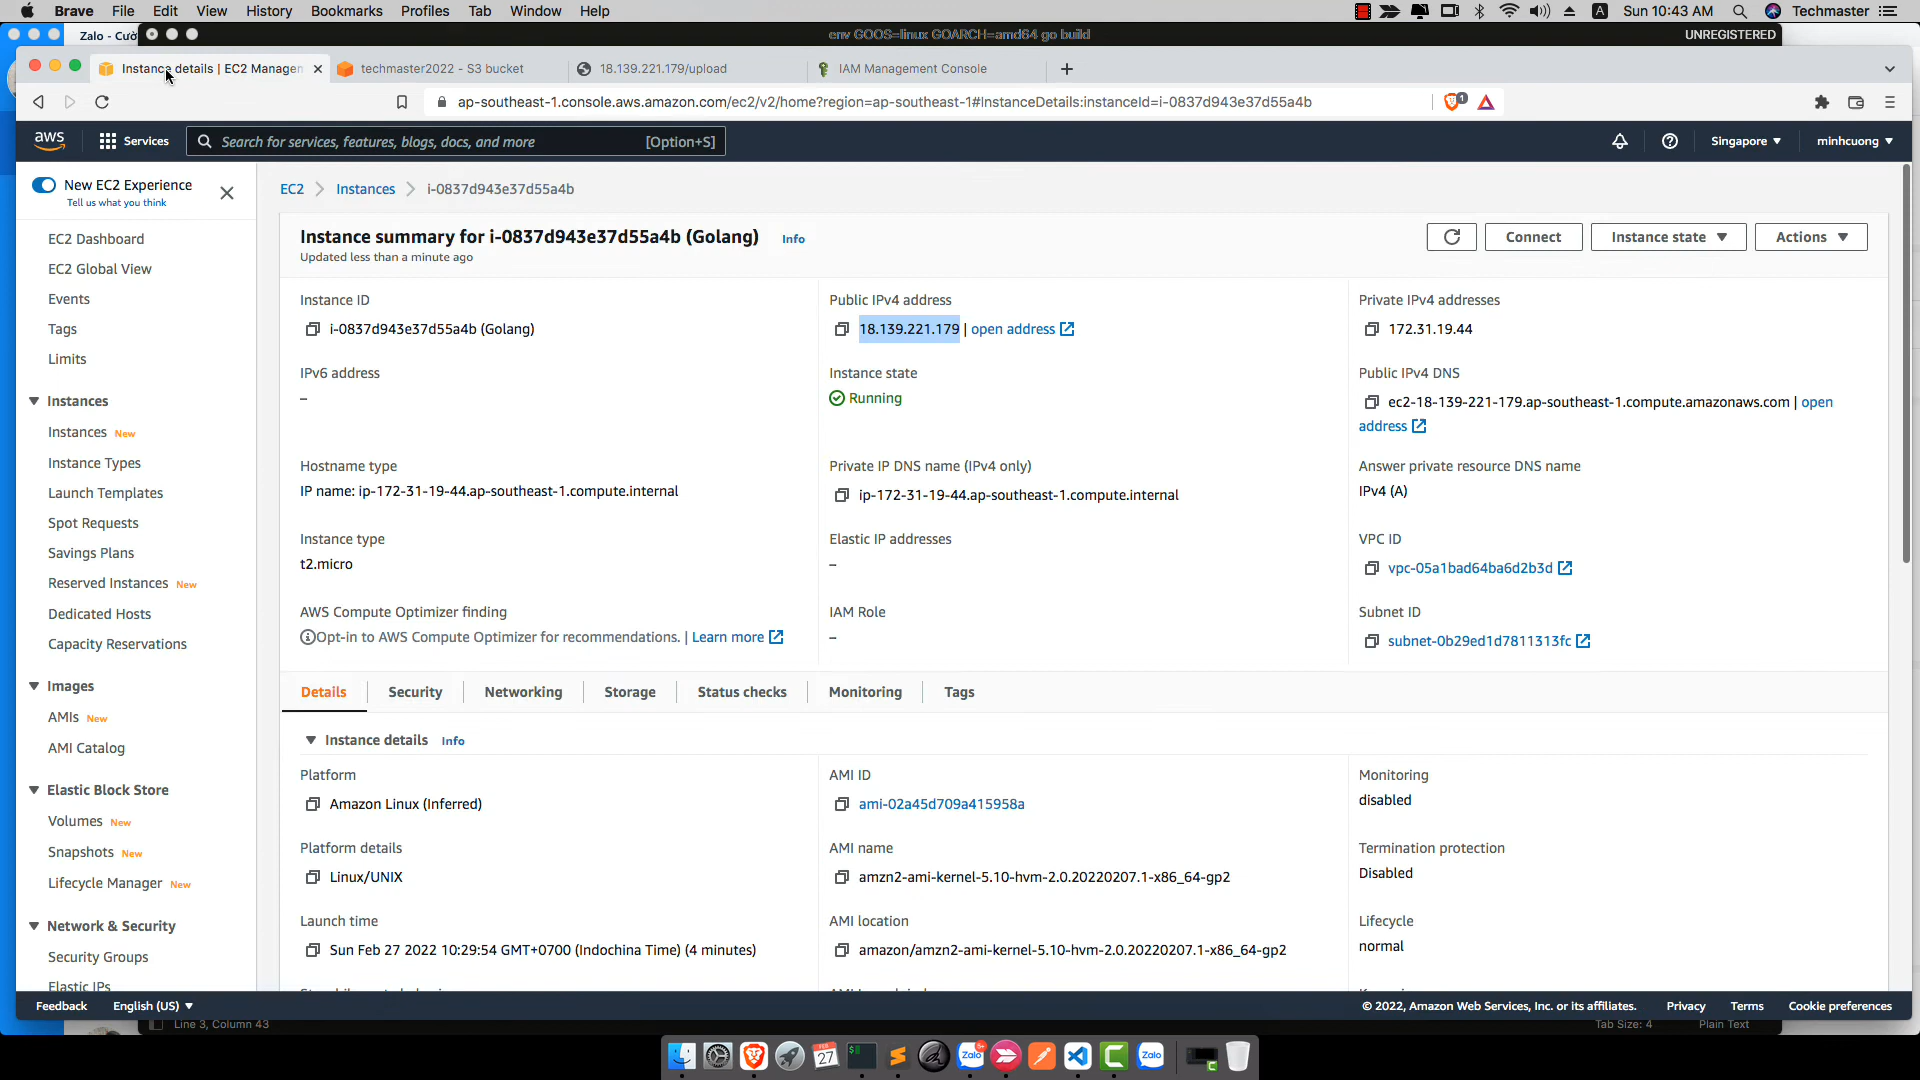 Brave File Edit View History Bookmarks Profiles Tab Window Help
A Sun 10:43 AM Techmaster
Zalo - Cườ
env GOOS=linux GOARCH=amd64 go build
UNREGISTERED
Instance details | EC2 Managem
techmaster2022 - S3 bucket
18.139.221.179/upload
IAM Management Console
ap-southeast-1.console.aws.amazon.com/ec2/v2/home?region=ap-southeast-1#InstanceDetails:instanceId=i-0837d943e37d55a4b
1
aws Services Search for services, features, blogs, docs, and more [Option+S] Singapore minhcuong
New EC2 Experience
Tell us what you think
EC2 Dashboard
EC2 Global View
Events
Tags
Limits
Instances
Instances New
Instance Types
Launch Templates
Spot Requests
Savings Plans
Reserved Instances New
Dedicated Hosts
Capacity Reservations
Images
AMIs New
AMI Catalog
Elastic Block Store
Volumes New
Snapshots New
Lifecycle Manager New
Network & Security
Security Groups
Elastic IPs
EC2 Instances i-0837d943e37d55a4b
Instance summary for i-0837d943e37d55a4b (Golang) Info
Updated less than a minute ago
Connect Instance state Actions
Instance ID
i-0837d943e37d55a4b (Golang)
Public IPv4 address
18.139.221.179 | open address
Private IPv4 addresses
172.31.19.44
IPv6 address
–
Instance state
Running
Public IPv4 DNS
ec2-18-139-221-179.ap-southeast-1.compute.amazonaws.com | open
address
Hostname type
IP name: ip-172-31-19-44.ap-southeast-1.compute.internal
Private IP DNS name (IPv4 only)
ip-172-31-19-44.ap-southeast-1.compute.internal
Answer private resource DNS name
IPv4 (A)
Instance type
t2.micro
Elastic IP addresses
–
VPC ID
vpc-05a1bad64ba6d2b3d
AWS Compute Optimizer finding
Opt-in to AWS Compute Optimizer for recommendations. | Learn more
IAM Role
–
Subnet ID
subnet-0b29ed1d7811313fc
Details Security Networking Storage Status checks Monitoring Tags
Instance details Info
Platform
Amazon Linux (Inferred)
AMI ID
ami-02a45d709a415958a
Monitoring
disabled
Platform details
Linux/UNIX
AMI name
amzn2-ami-kernel-5.10-hvm-2.0.20220207.1-x86_64-gp2
Termination protection
Disabled
Launch time
Sun Feb 27 2022 10:29:54 GMT+0700 (Indochina Time) (4 minutes)
AMI location
amazon/amzn2-ami-kernel-5.10-hvm-2.0.20220207.1-x86_64-gp2
Lifecycle
normal
Feedback English (US) © 2022, Amazon Web Services, Inc. or its affiliates. Privacy Terms Cookie preferences
Line 3, Column 43 Tab Size: 4 Plain Text
FEB
27
Zalo
Zalo